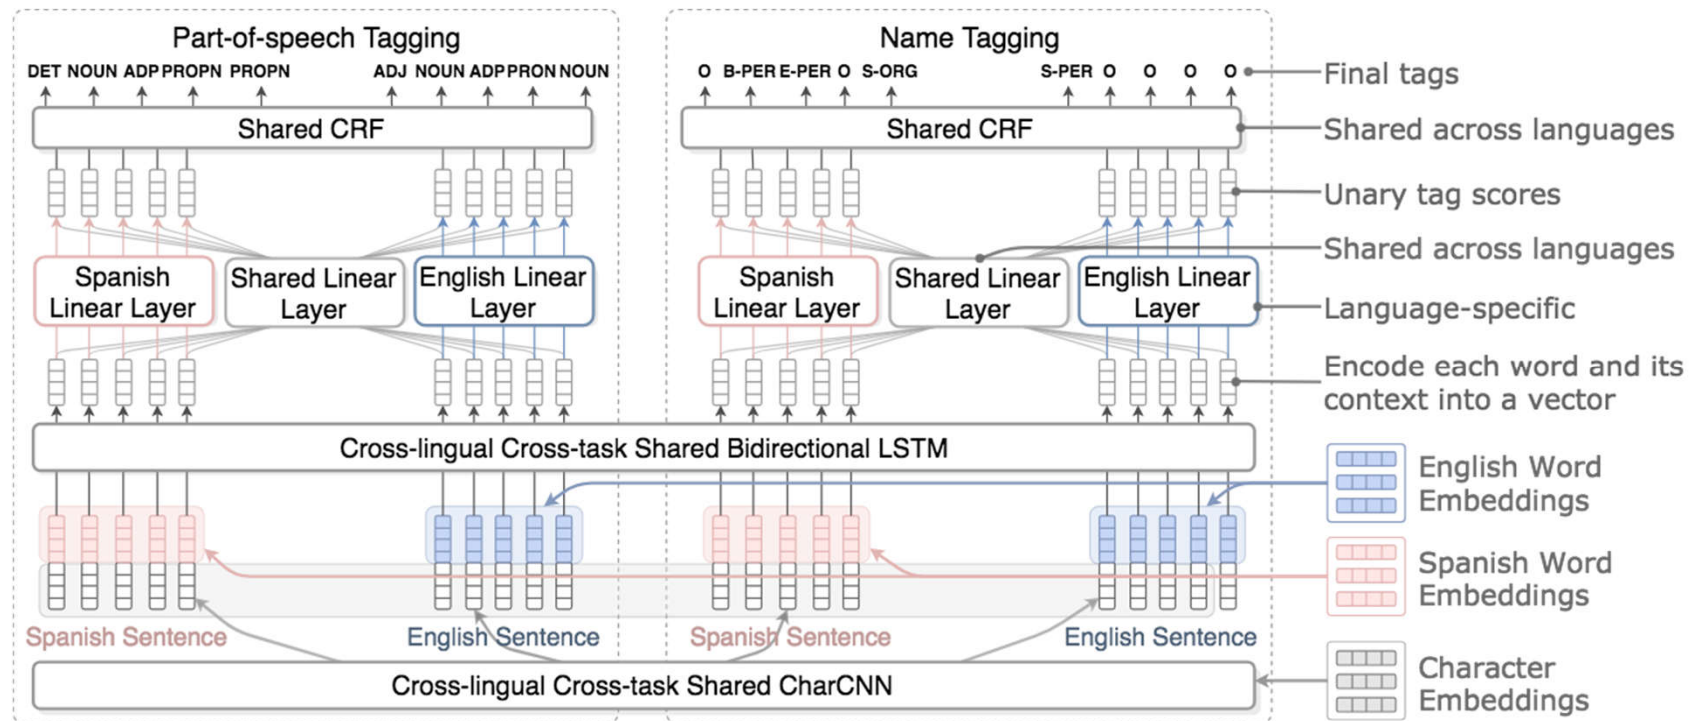 Part-of-speech Tagging
Name Tagging
DET NOUN ADP PROPN PROPN
ADJ NOUN ADP PRON NOUN
O B-PER E-PER O S-ORG
S-PER O O O O
Final tags
Shared CRF
Shared CRF
Shared across languages
Unary tag scores
Shared across languages
Spanish
Linear Layer
Shared Linear
Layer
English Linear
Layer
Spanish
Linear Layer
Shared Linear
Layer
English Linear
Layer
Language-specific
Encode each word and its
context into a vector
Cross-lingual Cross-task Shared Bidirectional LSTM
English Word
Embeddings
Spanish Word
Embeddings
Spanish Sentence
English Sentence
Spanish Sentence
English Sentence
Cross-lingual Cross-task Shared CharCNN
Character
Embeddings